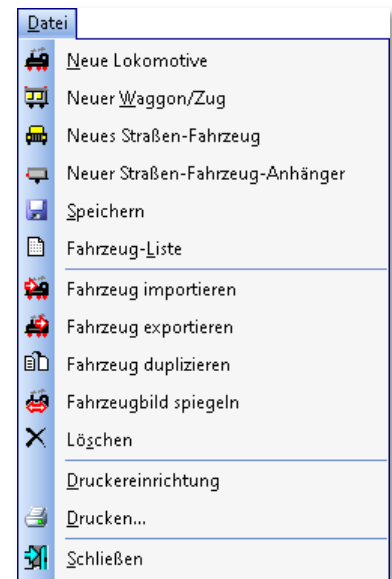 Datei
Neue Lokomotive
Neuer Waggon/Zug
Neues Straßen-Fahrzeug
Neuer Straßen-Fahrzeug-Anhänger
Speichern
Fahrzeug-Liste
Fahrzeug importieren
Fahrzeug exportieren
Fahrzeug duplizieren
Fahrzeugbild spiegeln
Löschen
Druckereinrichtung
Drucken...
Schließen